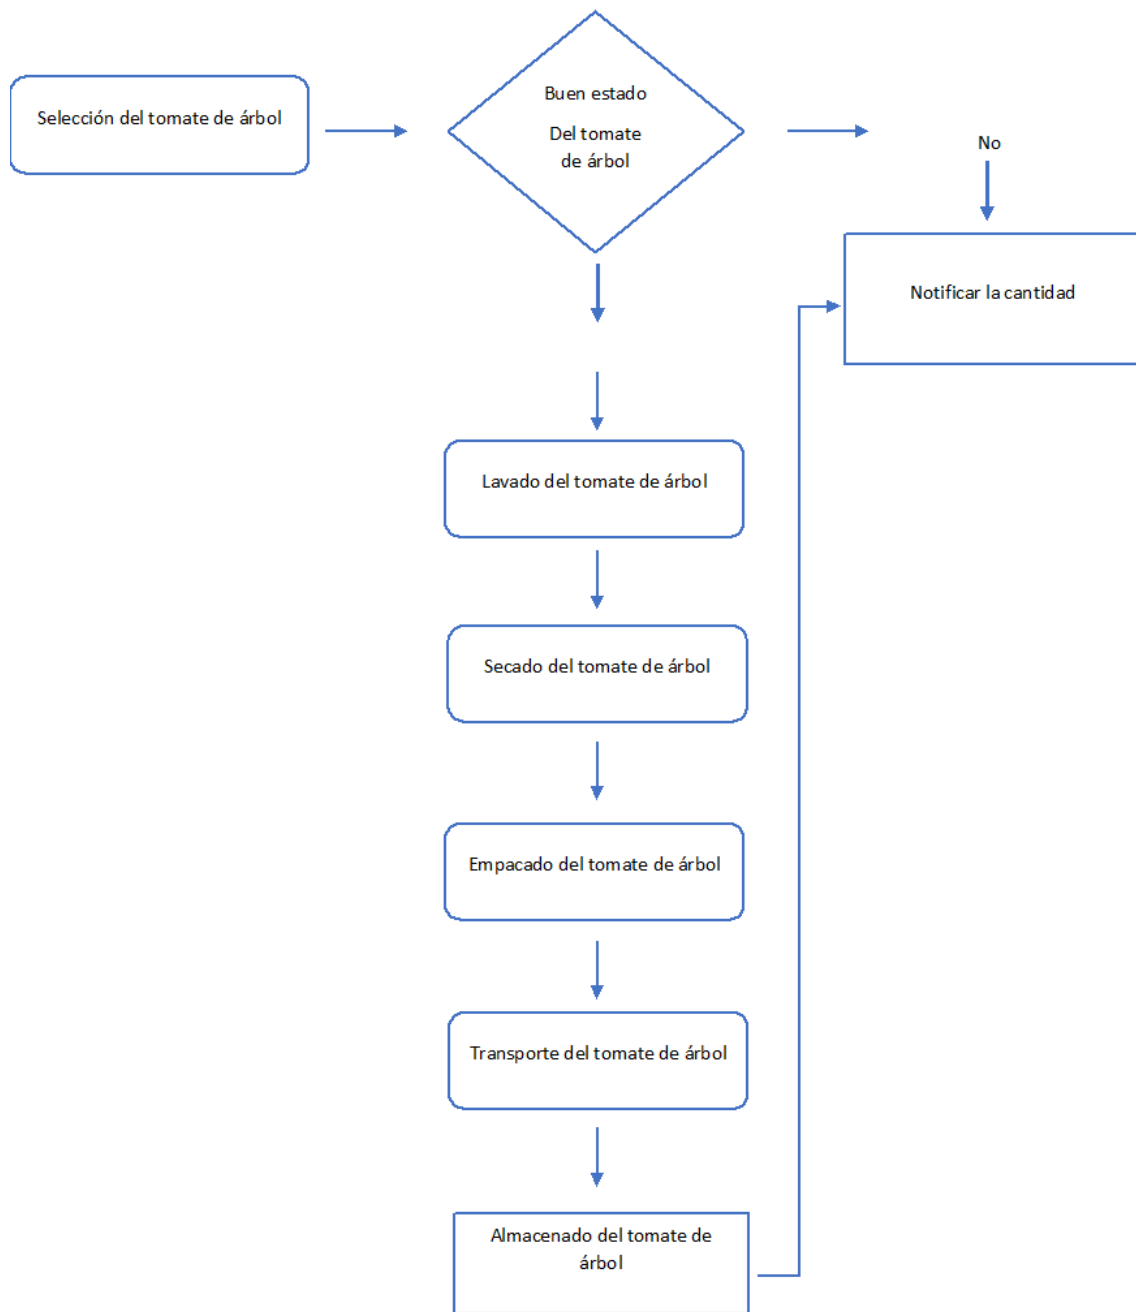 Selección del tomate de árbol
Buen estado
Del tomate
de árbol
No
Notificar la cantidad
Lavado del tomate de árbol
Secado del tomate de árbol
Empacado del tomate de árbol
Transporte del tomate de árbol
Almacenado del tomate de
árbol